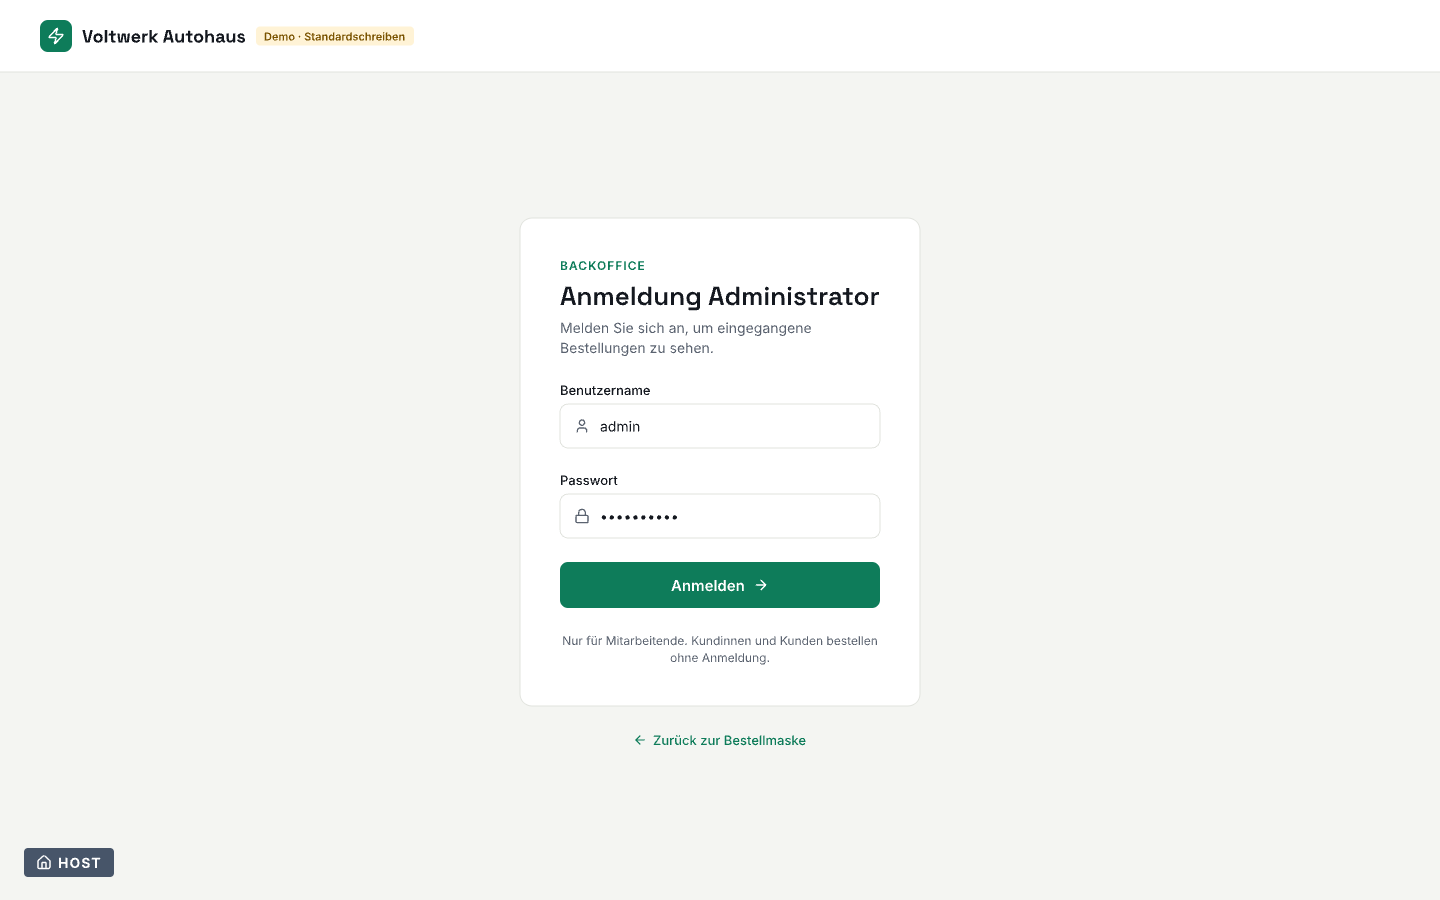 Voltwerk Autohaus
Demo · Standardschreiben
BACKOFFICE
Anmeldung Administrator
Melden Sie sich an, um eingegangene
Bestellungen zu sehen.
Benutzername
admin
Passwort
••••••••••
Anmelden →
Nur für Mitarbeitende. Kundinnen und Kunden bestellen
ohne Anmeldung.
← Zurück zur Bestellmaske
HOST